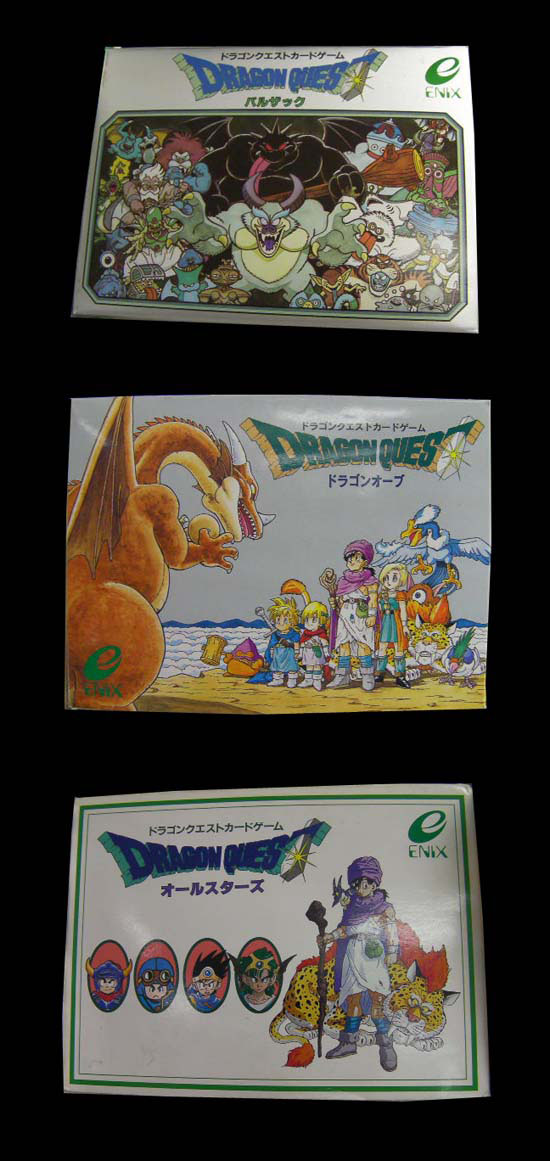 ドラゴンクエストカードゲーム
DRAGON QUEST
バルザック
ENIX
ドラゴンクエストカードゲーム
DRAGON QUEST
ドラゴンオーブ
ENIX
ドラゴンクエストカードゲーム
DRAGON QUEST
オールスターズ
ENIX